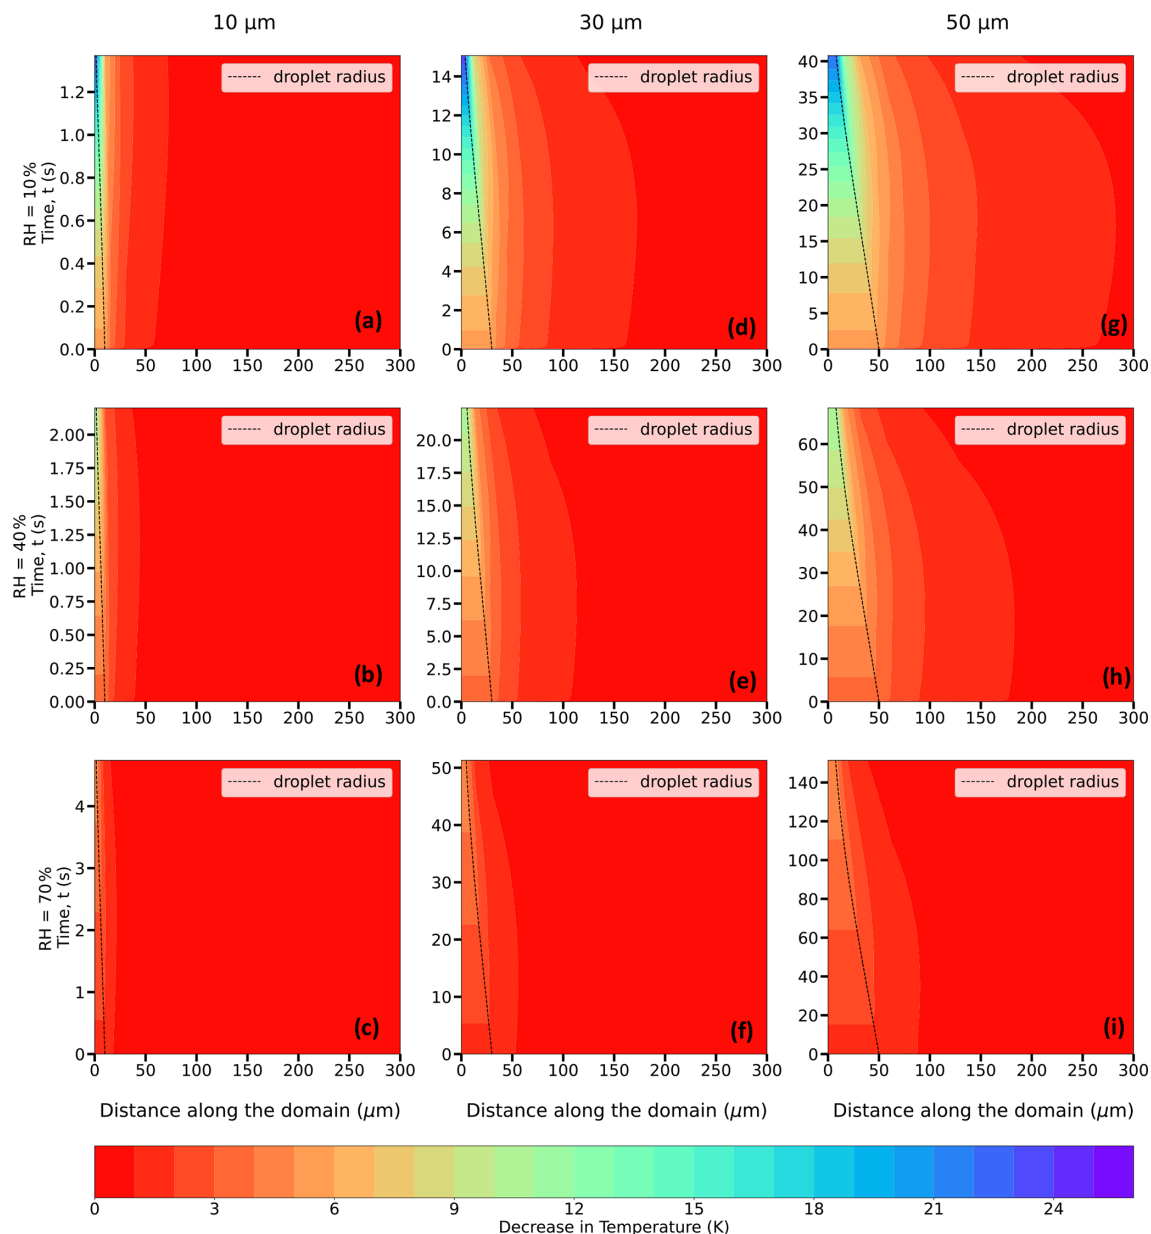 10 µm 30 µm 50 µm
RH = 10%
Time, t (s)
1.2
1.0
0.8
0.6
0.4
0.2
0.0
droplet radius
(a)
0 50 100 150 200 250 300
14
12
10
8
6
4
2
0
droplet radius
(d)
0 50 100 150 200 250 300
40
35
30
25
20
15
10
5
0
droplet radius
(g)
0 50 100 150 200 250 300
RH = 40%
Time, t (s)
2.00
1.75
1.50
1.25
1.00
0.75
0.50
0.25
0.00
droplet radius
(b)
0 50 100 150 200 250 300
20.0
17.5
15.0
12.5
10.0
7.5
5.0
2.5
0.0
droplet radius
(e)
0 50 100 150 200 250 300
60
50
40
30
20
10
0
droplet radius
(h)
0 50 100 150 200 250 300
RH = 70%
Time, t (s)
4
3
2
1
0
droplet radius
(c)
0 50 100 150 200 250 300
50
40
30
20
10
0
droplet radius
(f)
0 50 100 150 200 250 300
140
120
100
80
60
40
20
0
droplet radius
(i)
0 50 100 150 200 250 300
Distance along the domain (µm) Distance along the domain (µm) Distance along the domain (µm)
0 3 6 9 12 15 18 21 24
Decrease in Temperature (K)